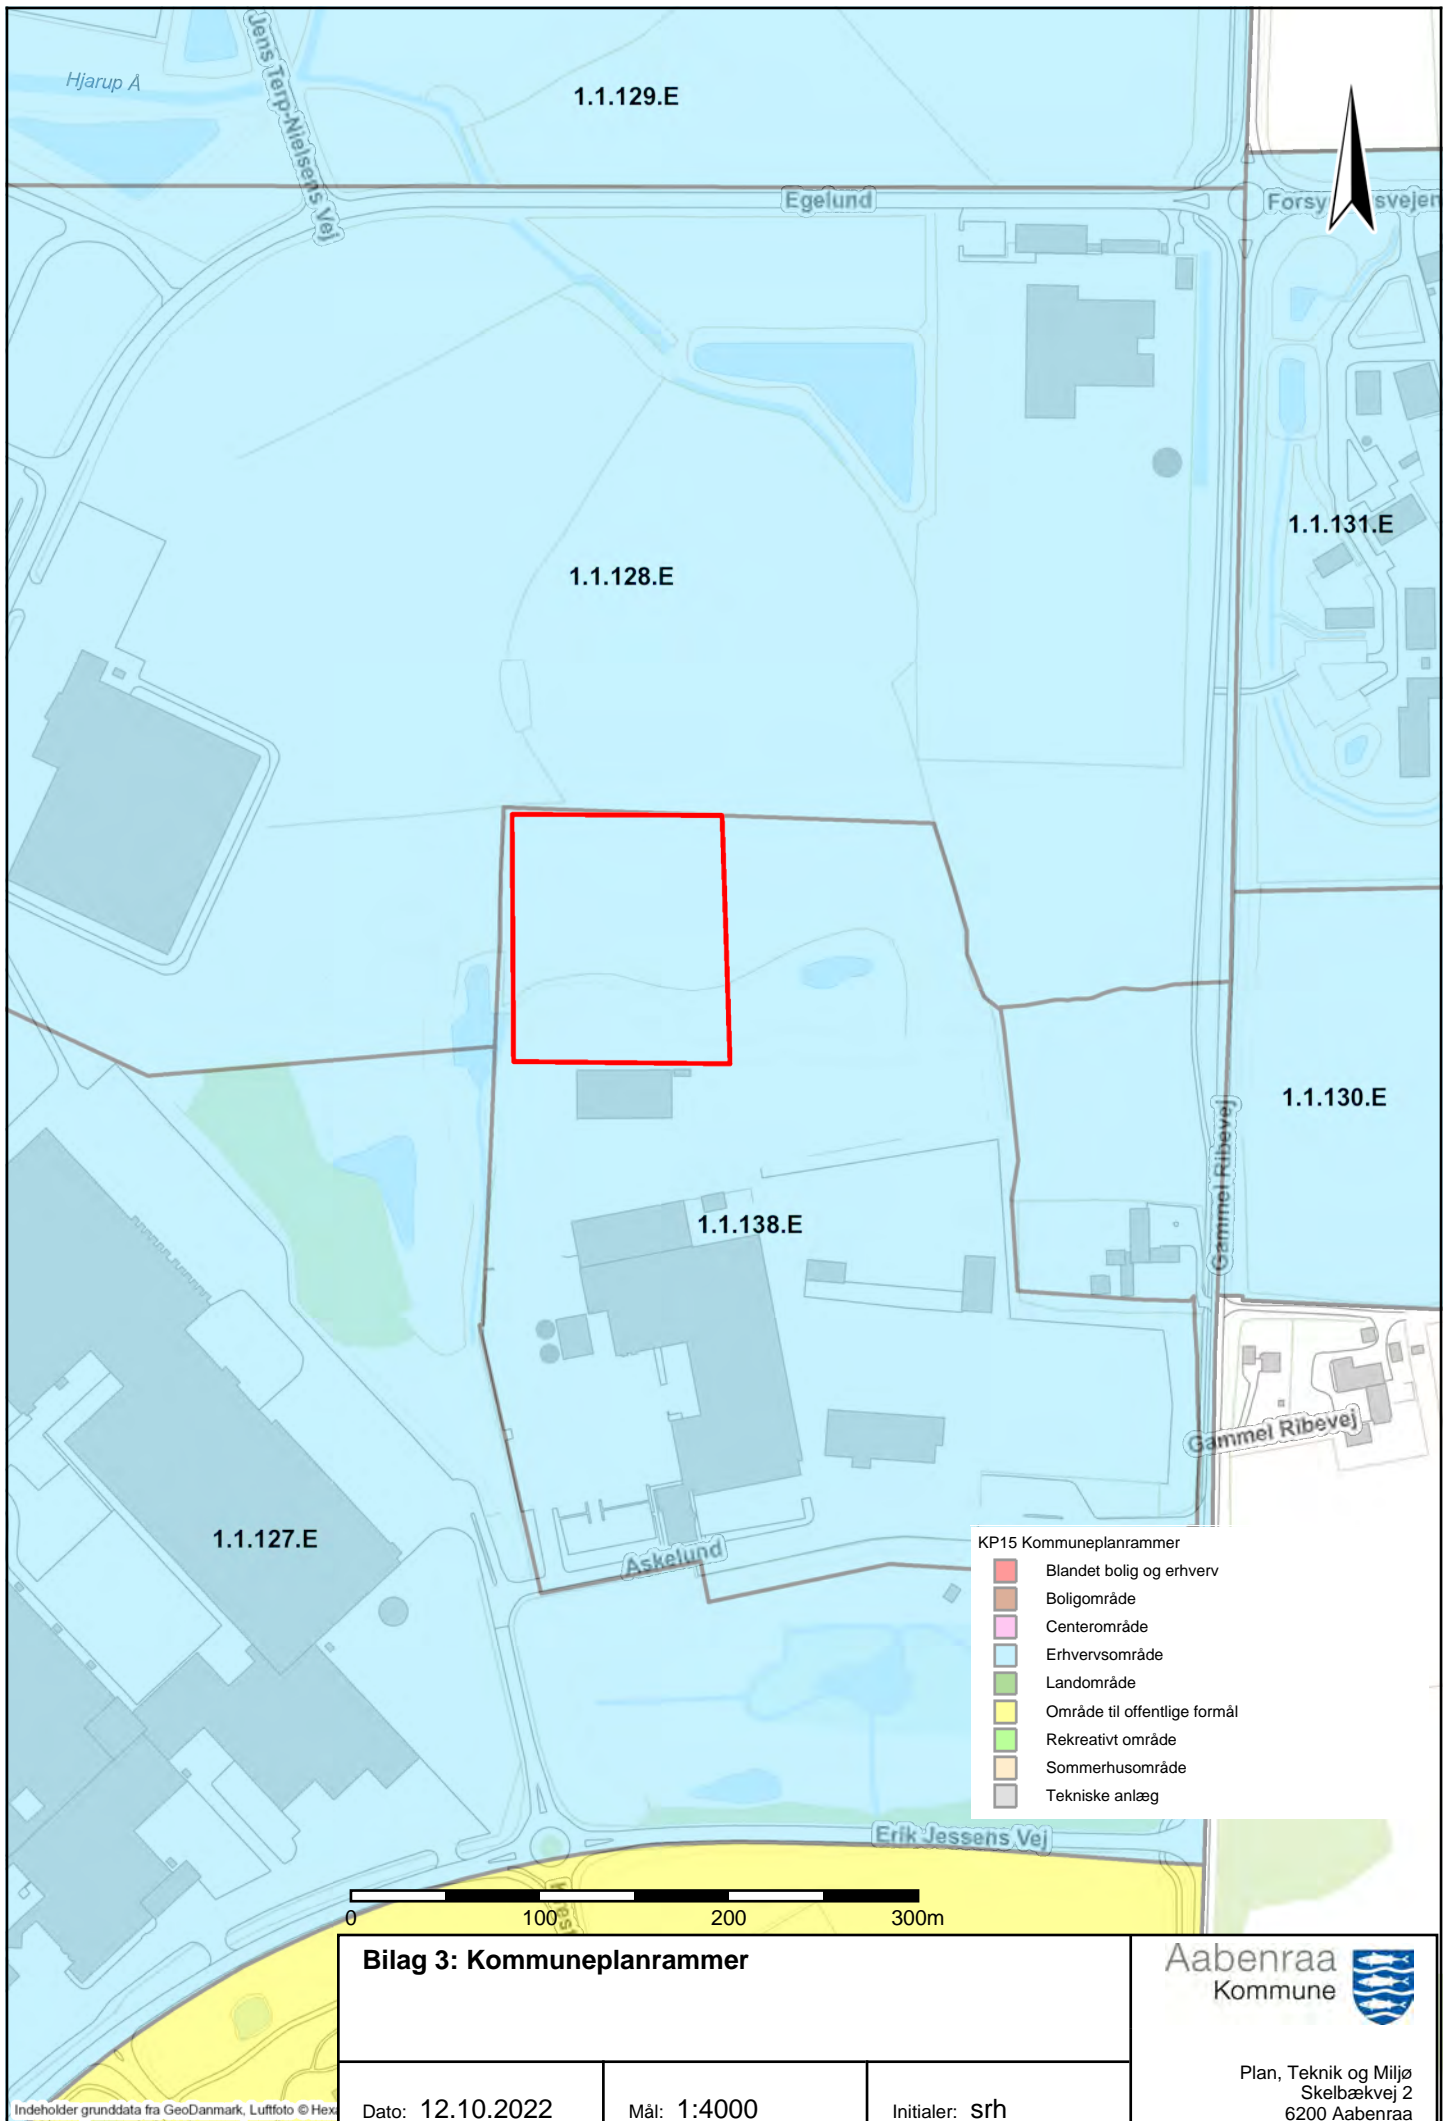 Hjarup Å
Jens Terp-Nielsens Vej
1.1.129.E
Egelund
1.1.128.E
1.1.131.E
1.1.130.E
Gammel Ribevej
1.1.138.E
Gammel Ribevej
1.1.127.E
Askelund
KP15 Kommuneplanrammer
Blandet bolig og erhverv
Boligområde
Centerområde
Erhvervsområde
Landområde
Område til offentlige formål
Rekreativt område
Sommerhusområde
Tekniske anlæg
Erik Jessens Vej
0 100 200 300m
Bilag 3: Kommuneplanrammer
Aabenraa
Kommune
Plan, Teknik og Miljø
Skelbækvej 2
6200 Aabenraa
Dato: 12.10.2022
Mål: 1:4000
Initialer: srh
Indeholder grunddata fra GeoDanmark, Luftfoto ©